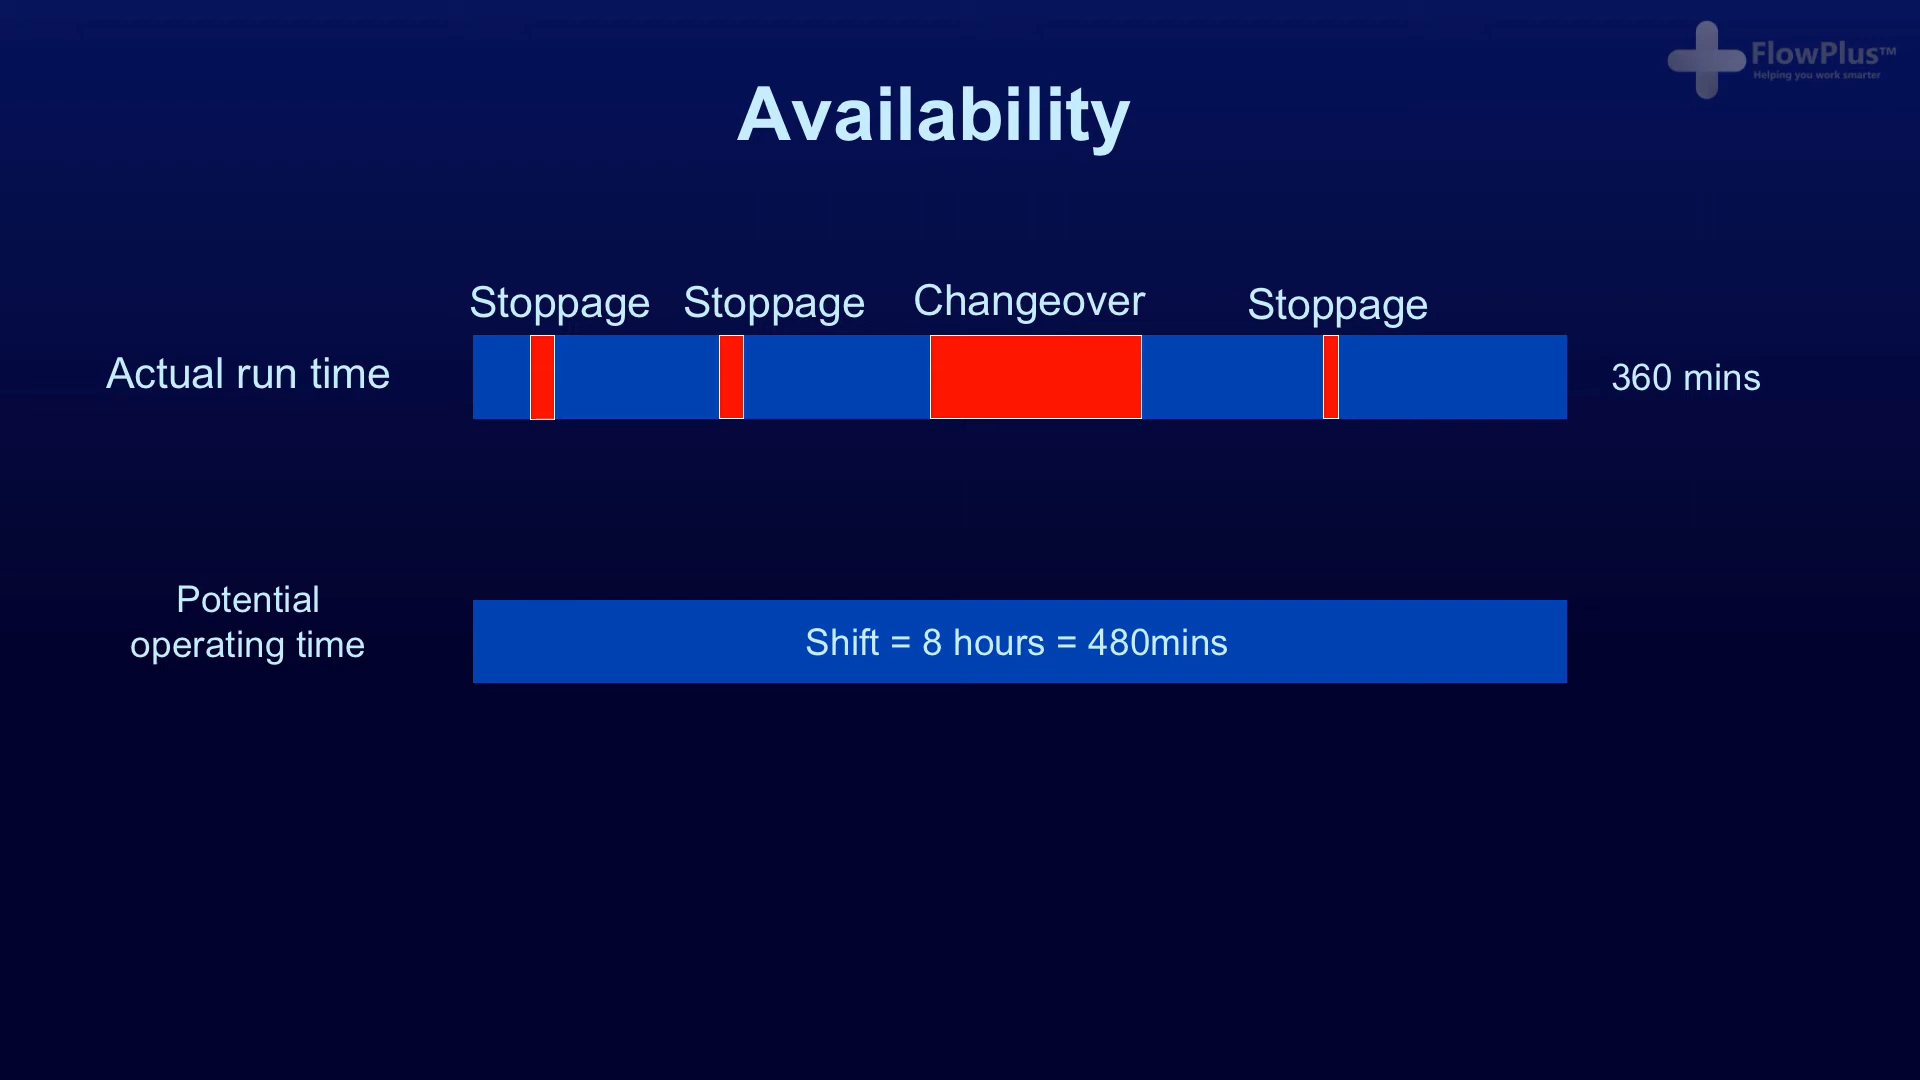 FlowPlus™
Helping you work smarter
Availability
Stoppage Stoppage Changeover Stoppage
Actual run time
360 mins
Potential
operating time
Shift = 8 hours = 480mins